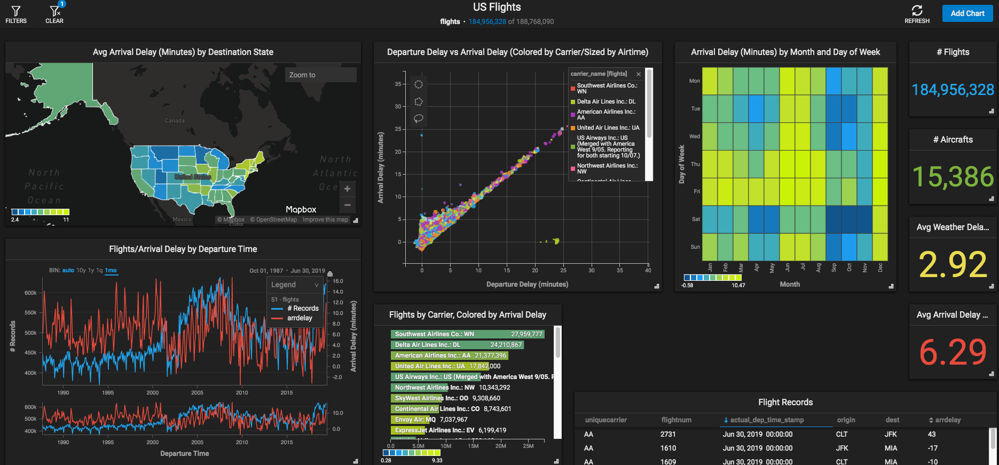 FILTERS
CLEAR
1
US Flights
flights • 184,956,328 of 188,768,090
REFRESH
Add Chart
Avg Arrival Delay (Minutes) by Destination State
Zoom to
Canada
United States
Mexico
Cuba
North
Pacific
Ocean
North
Atlantic
Oce
2.4
11
+
−
Mapbox
© Mapbox © OpenStreetMap Improve this map
Departure Delay vs Arrival Delay (Colored by Carrier/Sized by Airtime)
carrier_name [flights] ×
Southwest Airlines Co.:
WN
Delta Air Lines Inc.: DL
American Airlines Inc.:
AA
United Air Lines Inc.: UA
US Airways Inc.: US
(Merged with America
West 9/05. Reporting
for both starting 10/07.)
Northwest Airlines Inc.:
NW
Continental Air Lines
Arrival Delay (minutes)
35
30
25
20
15
10
5
0
0 5 10 15 20 25 30 35 40
Departure Delay (minutes)
Arrival Delay (Minutes) by Month and Day of Week
Day of Week
Mon
Tue
Wed
Thu
Fri
Sat
Sun
Jan Feb Mar Apr May Jun Jul Aug Sep Oct Nov Dec
Month
-0.58
10.47
# Flights
184,956,328
# Aircrafts
15,386
Avg Weather Dela...
2.92
Avg Arrival Delay ...
6.29
Flights/Arrival Delay by Departure Time
BIN: auto 10y 1y 1q 1mo
Oct 01, 1987 - Jun 30, 2019
Legend
S1 - flights
# Records
arrdelay
# Records
600k
550k
500k
450k
400k
16.0
14.0
12.0
10.0
8.0
6.0
4.0
2.0
0.0
-2.0
Arrival Delay (minutes)
1990 1995 2000 2005 2010 2015
600k
500k
400k
10.0
0.0
1990 1995 2000 2005 2010 2015
Departure Time
Flights by Carrier, Colored by Arrival Delay
Southwest Airlines Co.: WN 27,959,777
Delta Air Lines Inc.: DL 24,210,867
American Airlines Inc.: AA 21,377,396
United Air Lines Inc.: UA 17,842,000
US Airways Inc.: US (Merged with America West 9/05. R
Northwest Airlines Inc.: NW 10,343,292
SkyWest Airlines Inc.: OO 9,308,660
Continental Air Lines Inc.: CO 8,743,601
Envoy Air: MQ 7,037,967
ExpressJet Airlines Inc.: EV 6,199,419
0.0 5.0M 10M 15M 20M 25M
0.28
9.33
Flight Records
uniquecarrier flightnum actual_dep_time_stamp origin dest arrdelay
AA 2731 Jun 30, 2019 00:00:00 CLT JFK 43
AA 1610 Jun 30, 2019 00:00:00 JFK MIA -17
AA 1609 Jun 30, 2019 00:00:00 CLT MIA -10